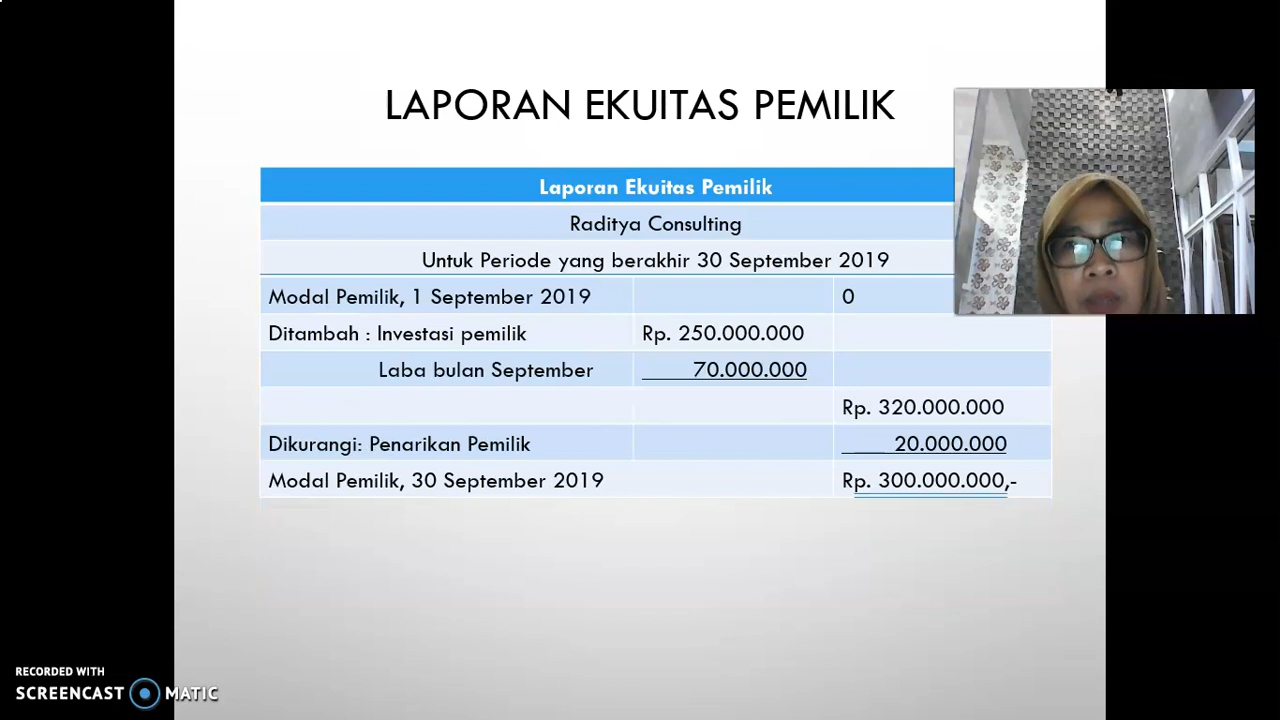 LAPORAN EKUITAS PEMILIK
Laporan Ekuitas Pemilik
Raditya Consulting
Untuk Periode yang berakhir 30 September 2019
Modal Pemilik, 1 September 2019 0
Ditambah : Investasi pemilik Rp. 250.000.000
Laba bulan September 70.000.000
Rp. 320.000.000
Dikurangi: Penarikan Pemilik 20.000.000
Modal Pemilik, 30 September 2019 Rp. 300.000.000,-
RECORDED WITH
SCREENCAST MATIC